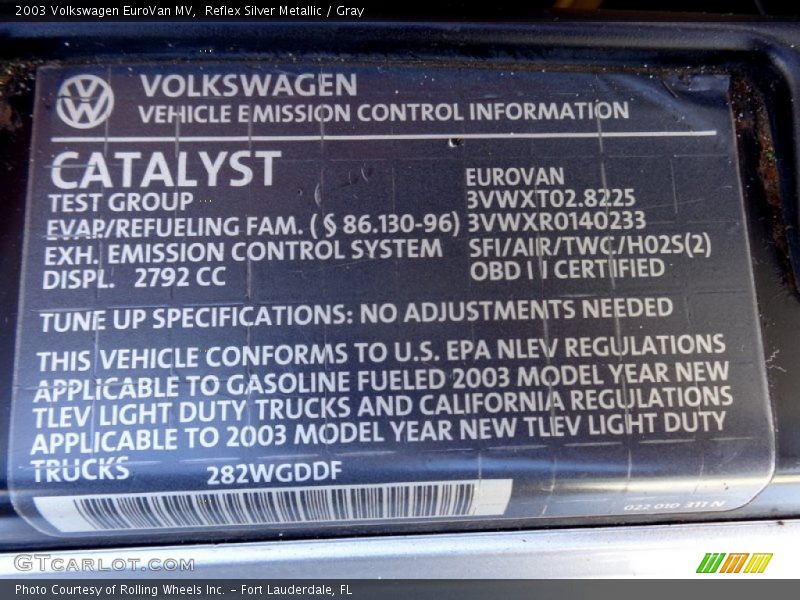 2003 Volkswagen EuroVan MV,  Reflex Silver Metallic / Gray
VOLKSWAGEN
VEHICLE EMISSION CONTROL INFORMATION
CATALYST
EUROVAN
TEST GROUP 3VWXT02.8225
EVAP/REFUELING FAM. (§ 86.130-96) 3VWXR0140233
EXH. EMISSION CONTROL SYSTEM SFI/AIR/TWC/H02S(2)
DISPL. 2792 CC OBD II CERTIFIED
TUNE UP SPECIFICATIONS: NO ADJUSTMENTS NEEDED
THIS VEHICLE CONFORMS TO U.S. EPA NLEV REGULATIONS
APPLICABLE TO GASOLINE FUELED 2003 MODEL YEAR NEW
TLEV LIGHT DUTY TRUCKS AND CALIFORNIA REGULATIONS
APPLICABLE TO 2003 MODEL YEAR NEW TLEV LIGHT DUTY
TRUCKS 282WGDDF
022 010 311 N
GTCARLOT.COM
Photo Courtesy of Rolling Wheels Inc. – Fort Lauderdale, FL